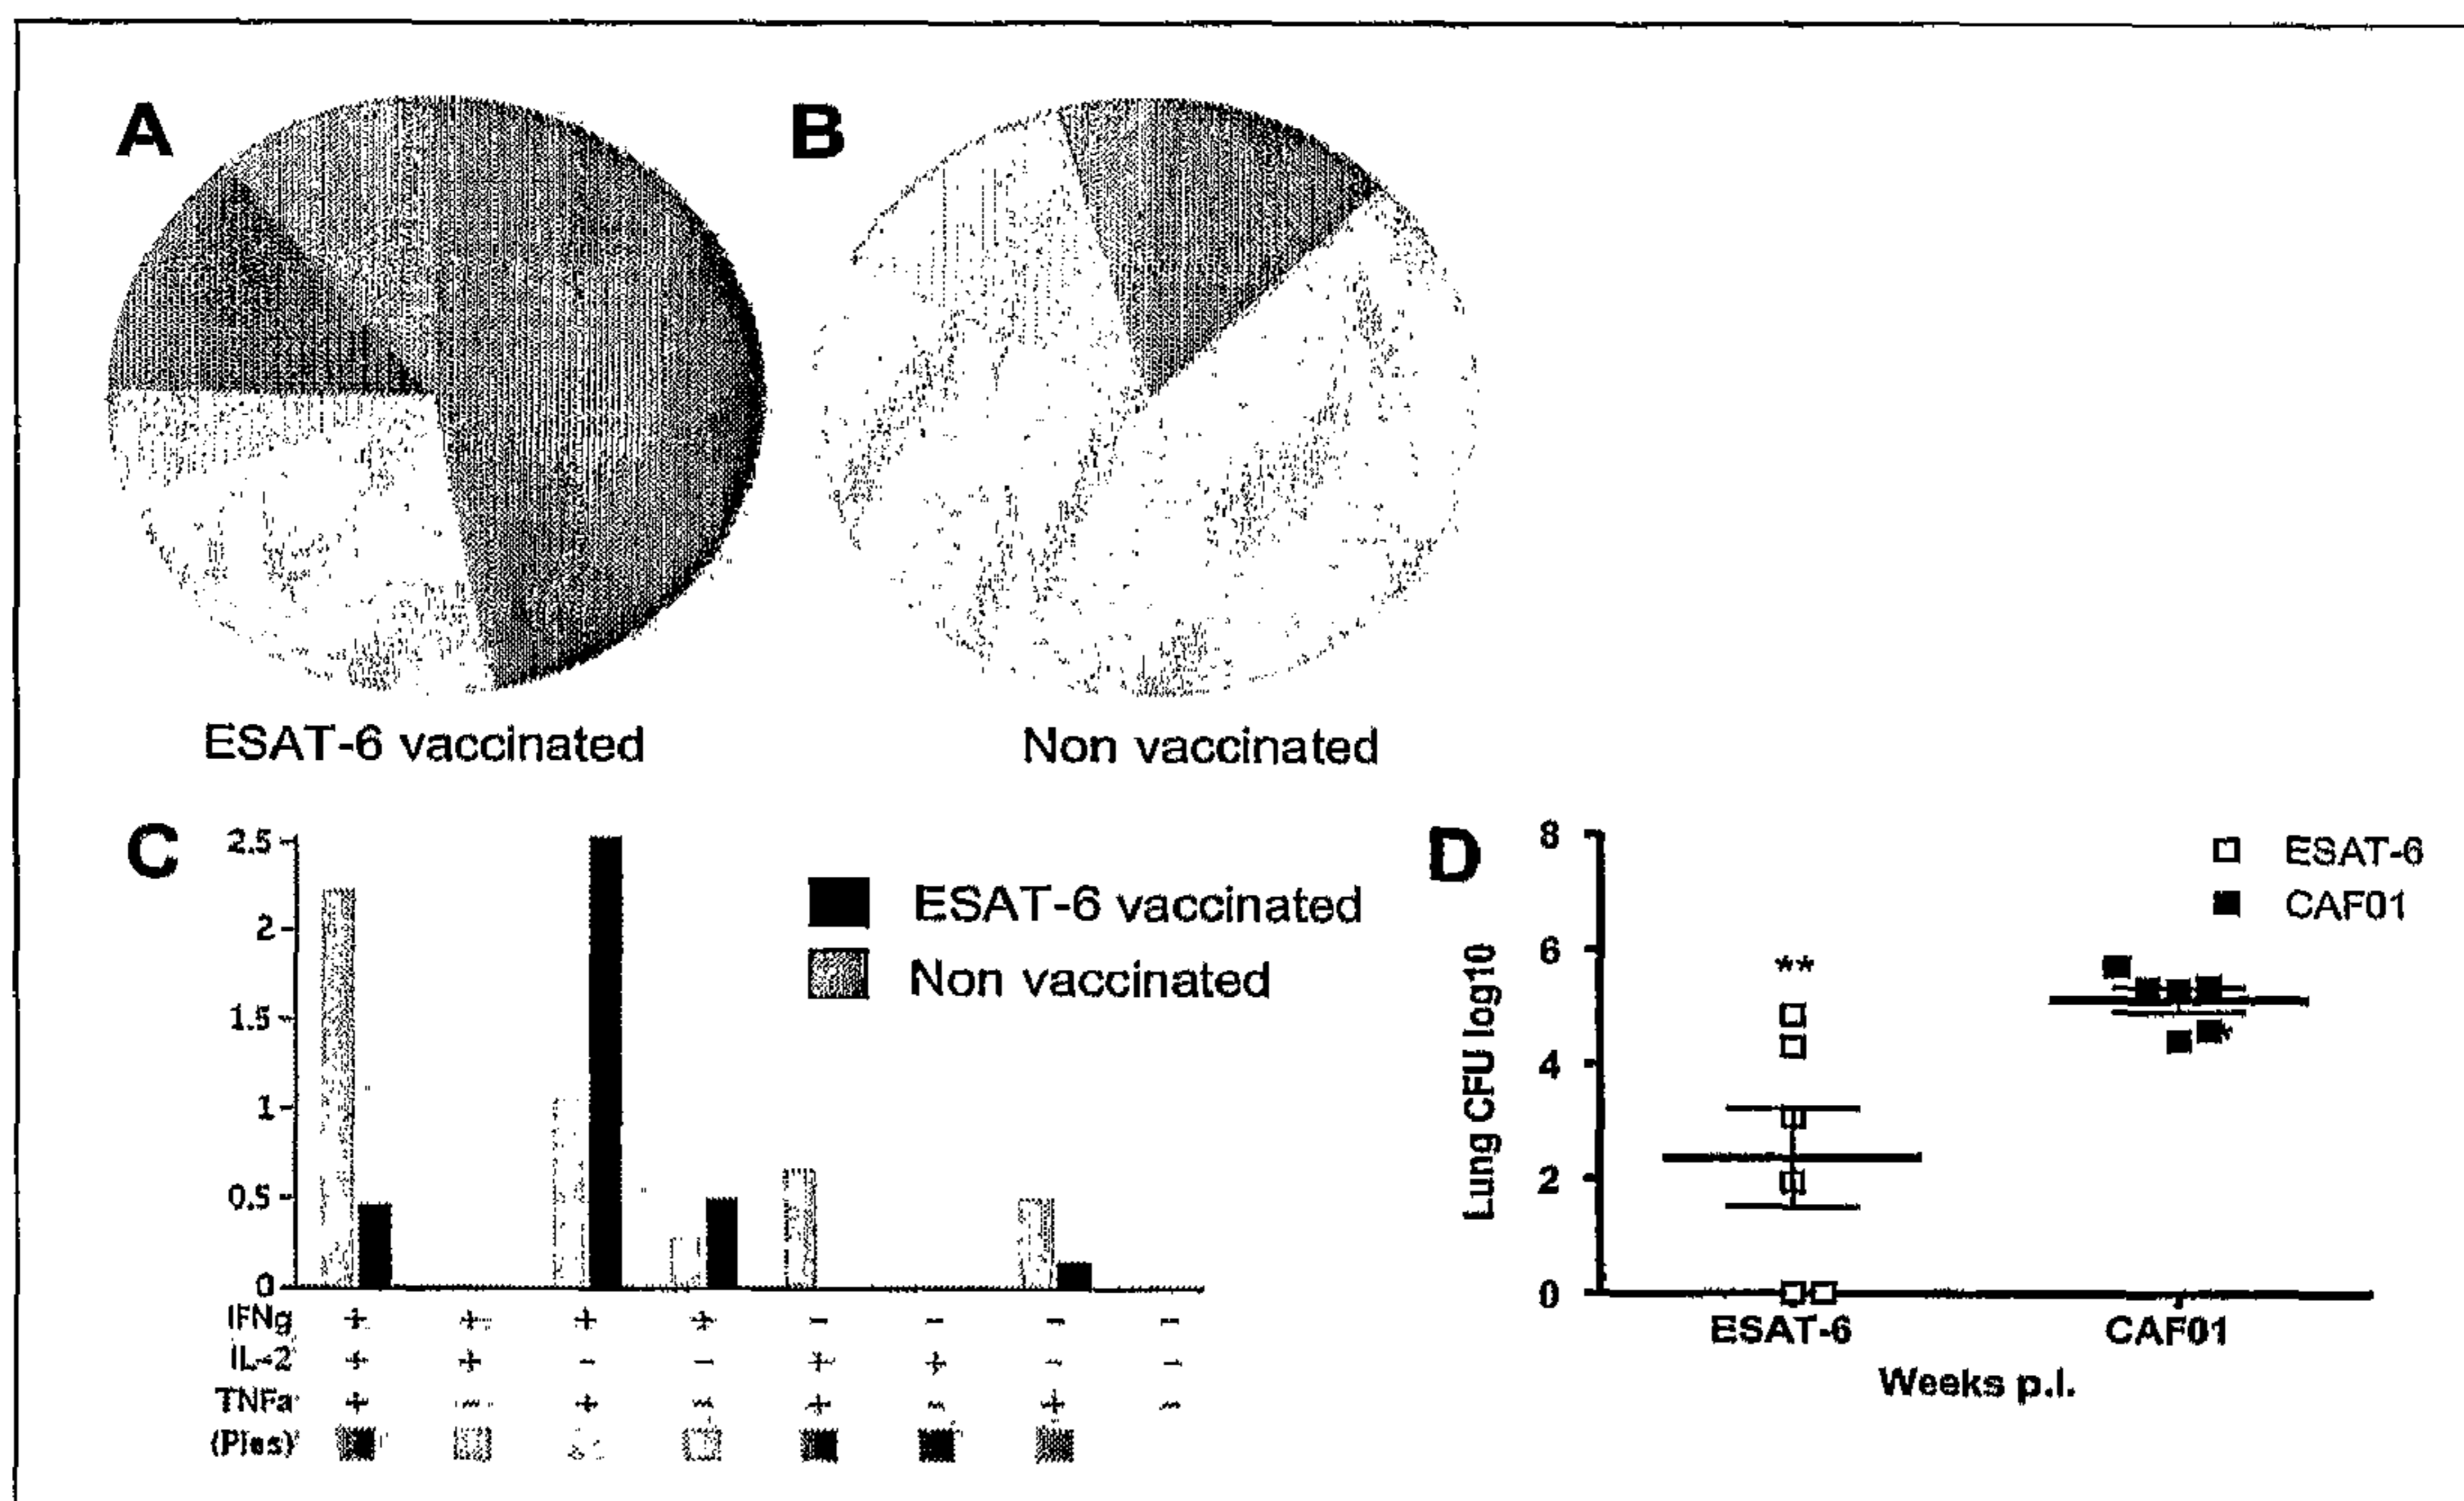 A
B
ESAT-6 vaccinated
Non vaccinated
C
2.5
2
1.5
1
0.5
0
ESAT-6 vaccinated
Non vaccinated
IFNg + + + + - - - -
IL-2 + + - - + + - -
TNFa + - + - + - + -
(Pies)
D
Lung CFU log10
8
6
4
2
0
**
ESAT-6
CAF01
ESAT-6
CAF01
Weeks p.I.